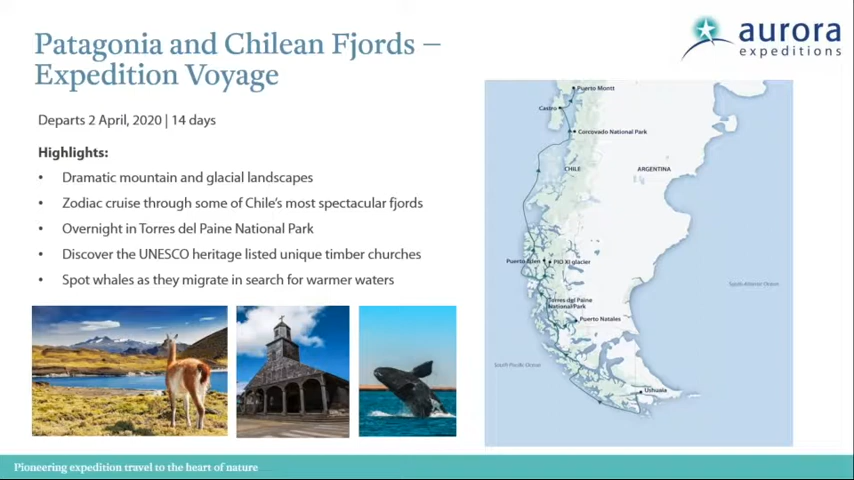 Patagonia and Chilean Fjords –
Expedition Voyage
aurora
expeditions
Departs 2 April, 2020 | 14 days
Highlights:
• Dramatic mountain and glacial landscapes
• Zodiac cruise through some of Chile's most spectacular fjords
• Overnight in Torres del Paine National Park
• Discover the UNESCO heritage listed unique timber churches
• Spot whales as they migrate in search for warmer waters
Puerto Montt
Castro
Corcovado National Park
CHILE
ARGENTINA
Puerto Eden
PIO XI glacier
South Atlantic Ocean
Torres del Paine
National Park
Puerto Natales
South Pacific Ocean
Ushuaia
Pioneering expedition travel to the heart of nature